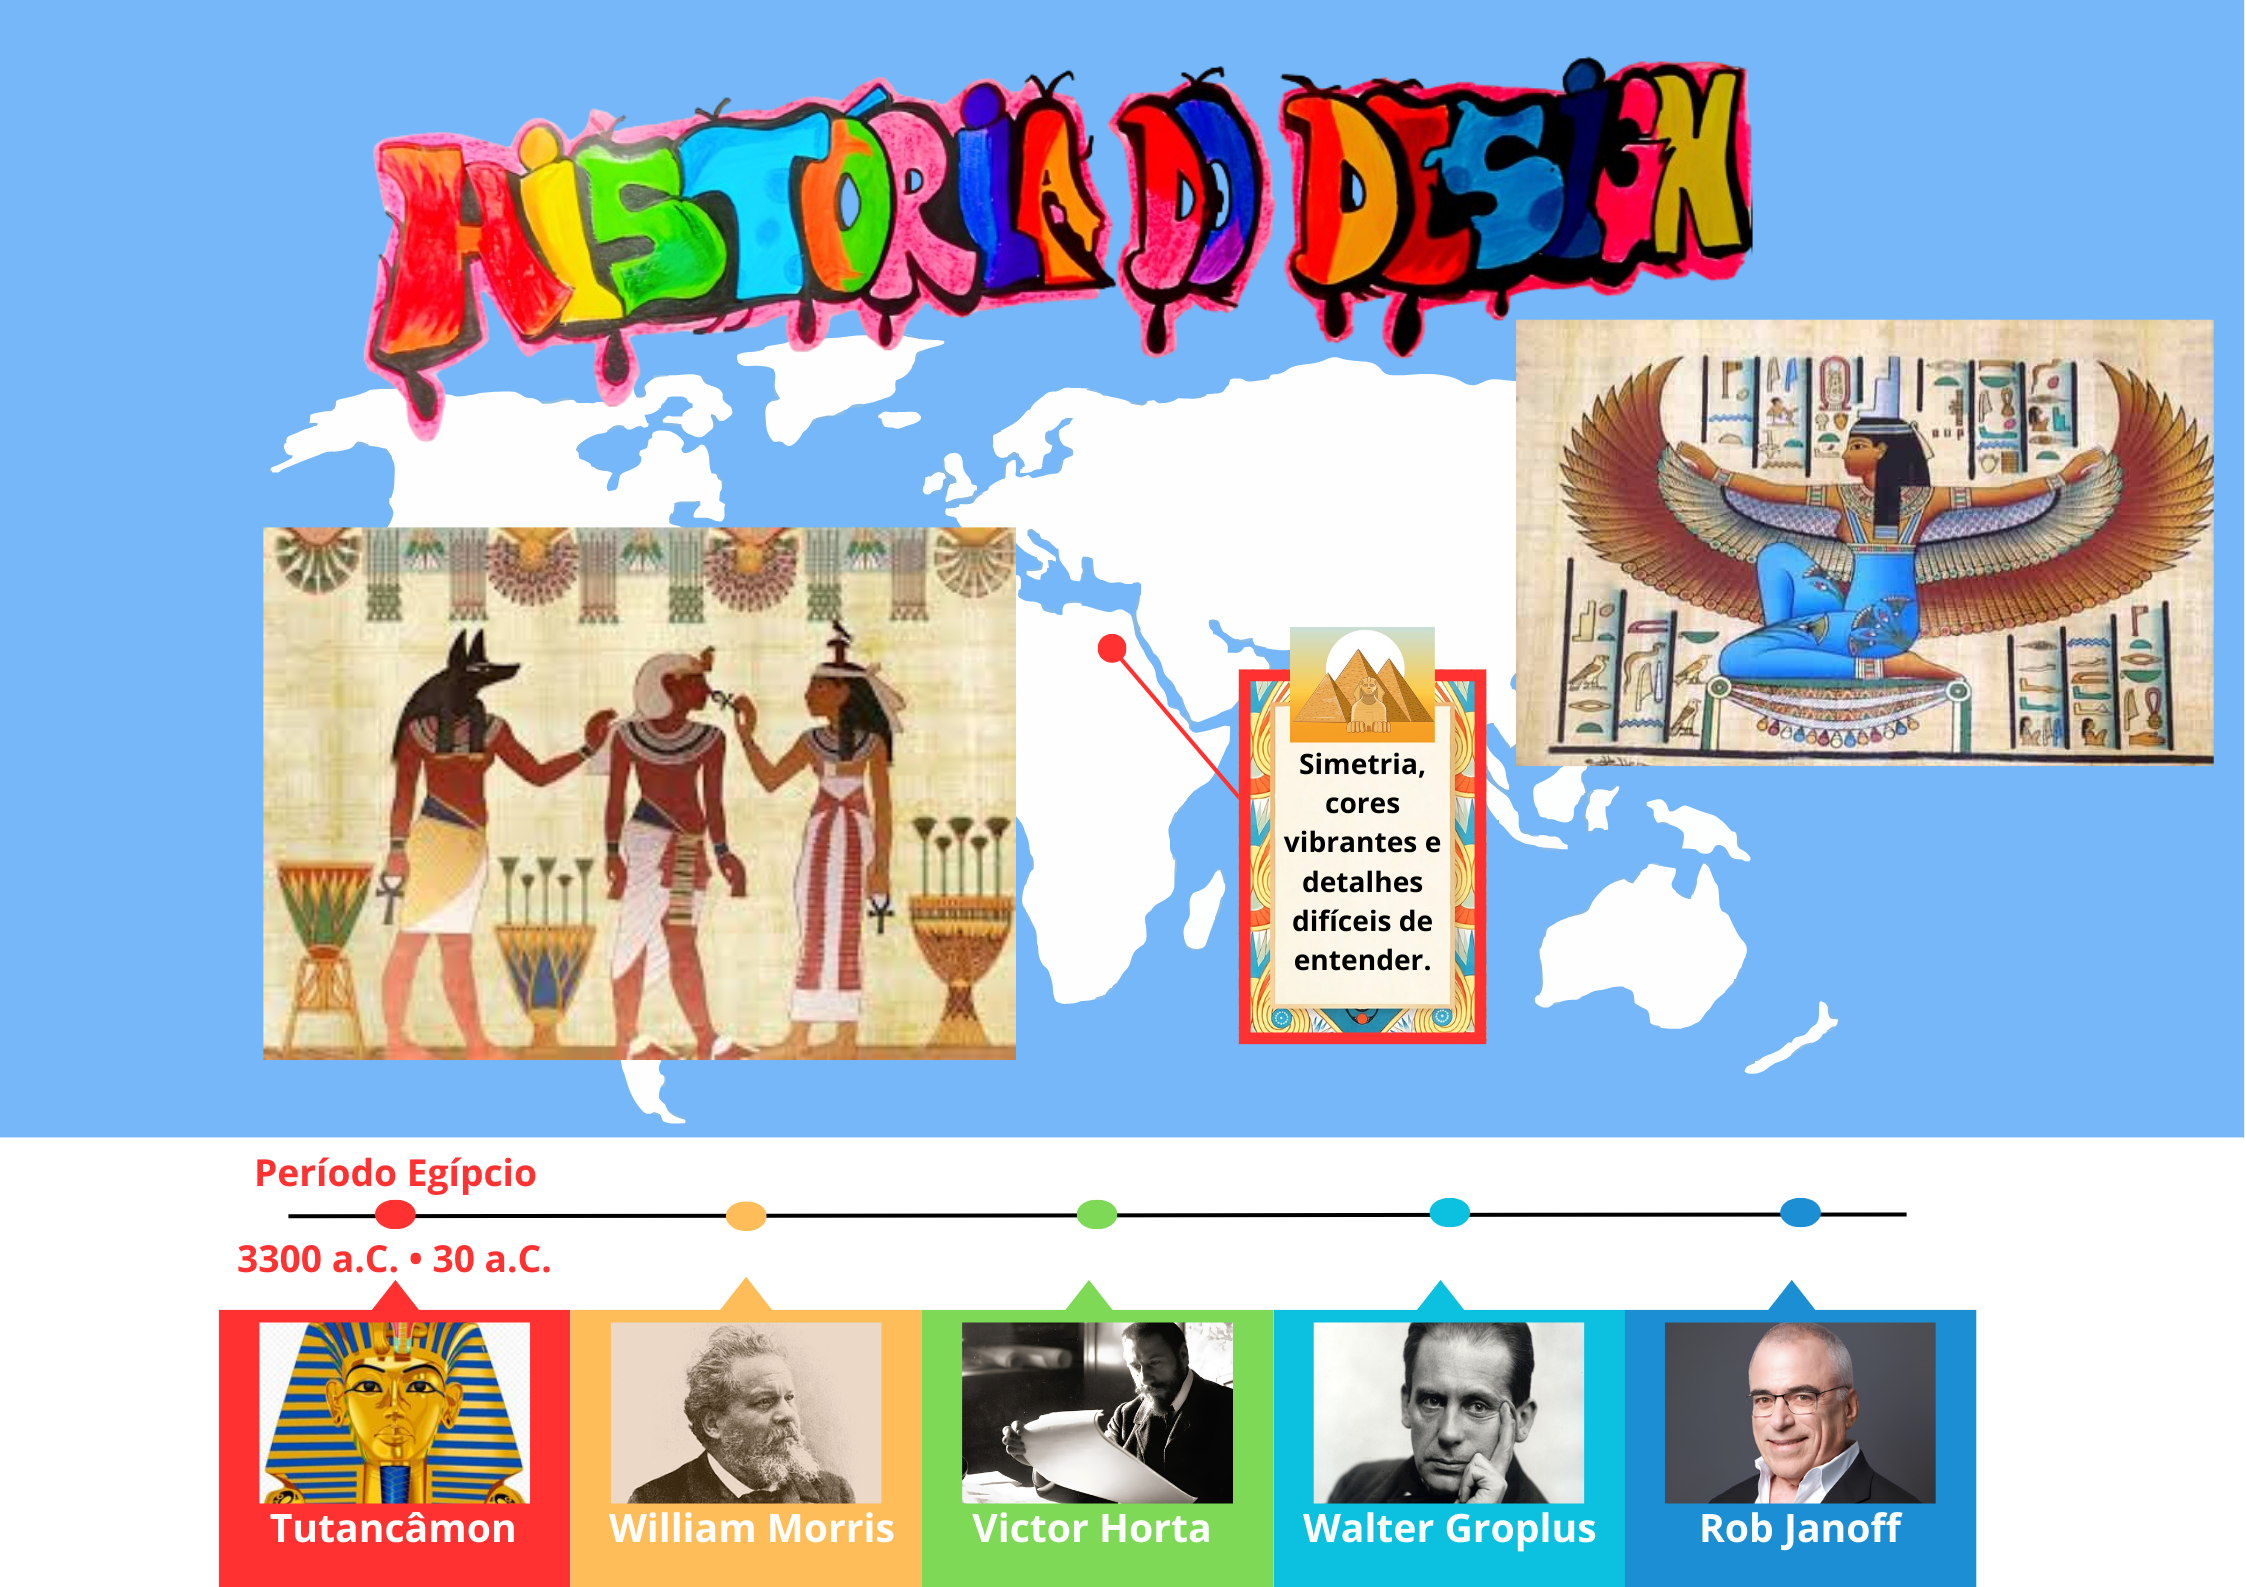 HISTÓRIA DO DESIGN
Simetria,
cores
vibrantes e
detalhes
difíceis de
entender.
Período Egípcio
3300 a.C. • 30 a.C.
Tutancâmon
William Morris
Victor Horta
Walter Groplus
Rob Janoff